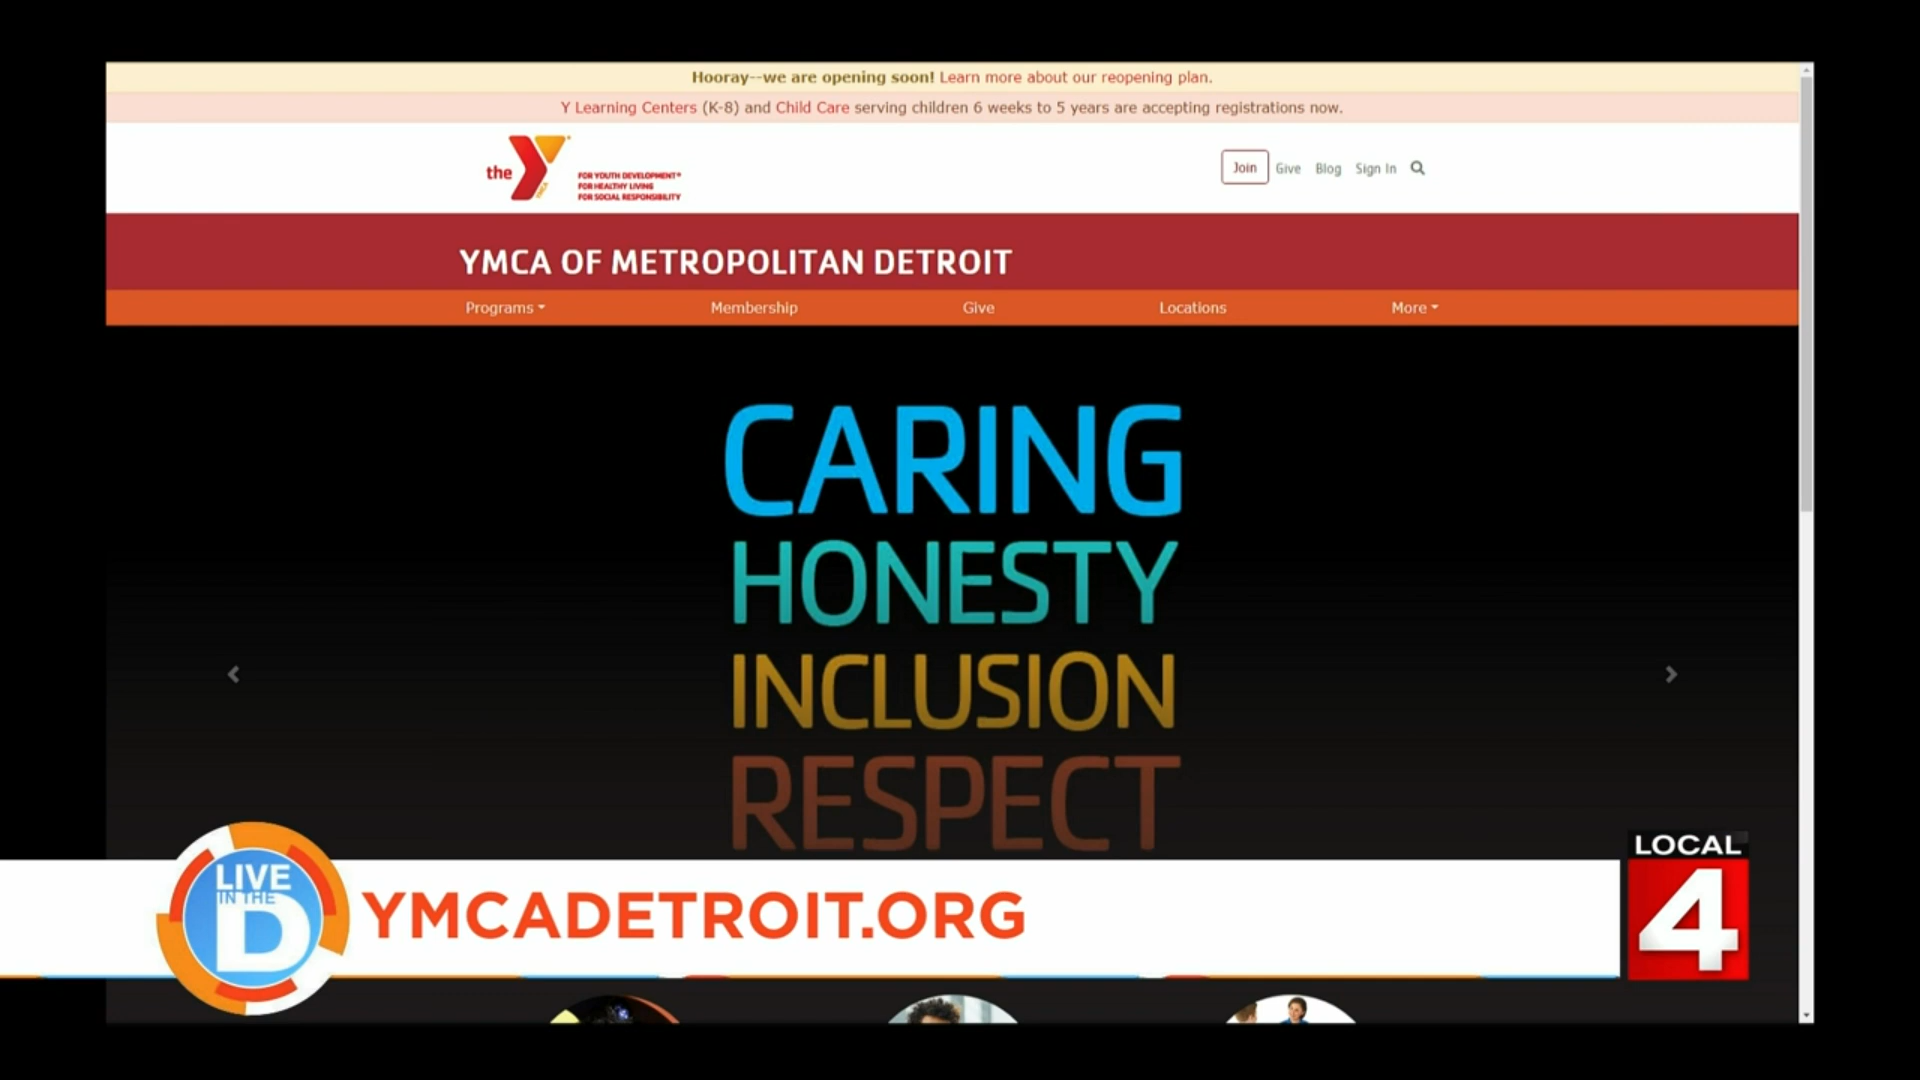 Hooray--we are opening soon! Learn more about our reopening plan.
Y Learning Centers (K-8) and Child Care serving children 6 weeks to 5 years are accepting registrations now.
the Y
YMCA
FOR YOUTH DEVELOPMENT®
FOR HEALTHY LIVING
FOR SOCIAL RESPONSIBILITY
Join Give Blog Sign In
YMCA OF METROPOLITAN DETROIT
Programs Membership Give Locations More
CARING
HONESTY
INCLUSION
RESPECT
LIVE
IN THE
D
YMCADETROIT.ORG
LOCAL
4